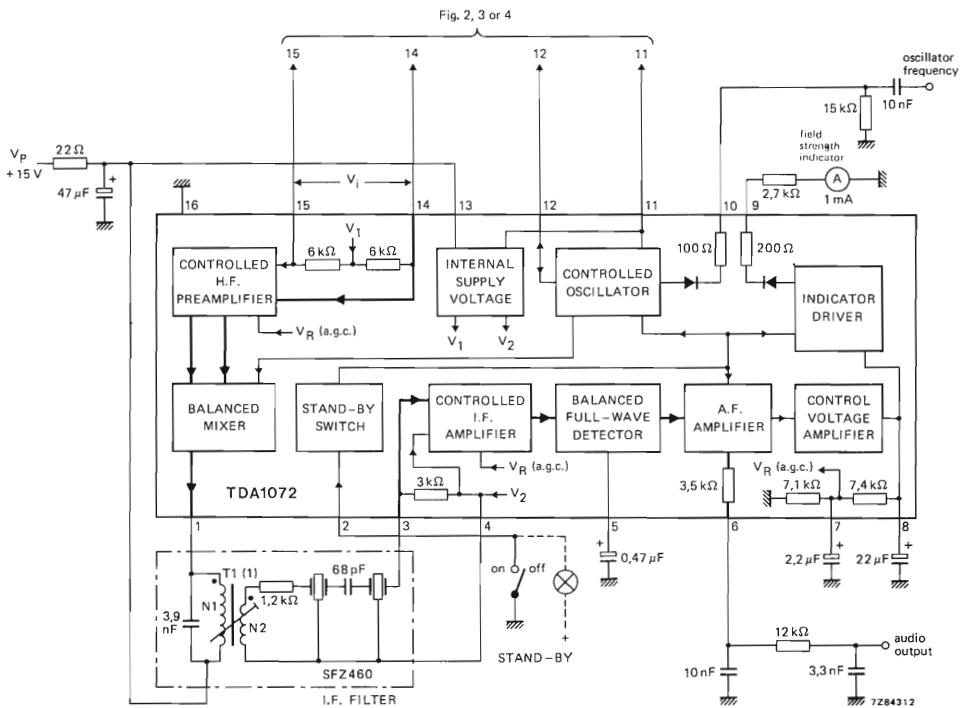 Fig. 2, 3 or 4
15
14
12
11
oscillator
frequency
15 kΩ
10 nF
field
strength
indicator
VP
+15 V
22 Ω
47 µF
+
Vi
A
2,7 kΩ
1 mA
16
15
14
13
12
11
10
9
V1
6 kΩ
6 kΩ
100 Ω
200 Ω
CONTROLLED
H.F.
PREAMPLIFIER
INTERNAL
SUPPLY
VOLTAGE
CONTROLLED
OSCILLATOR
INDICATOR
DRIVER
VR (a.g.c.)
V1
V2
BALANCED
MIXER
STAND-BY
SWITCH
CONTROLLED
I.F.
AMPLIFIER
BALANCED
FULL-WAVE
DETECTOR
A.F.
AMPLIFIER
CONTROL
VOLTAGE
AMPLIFIER
VR (a.g.c.)
VR (a.g.c.)
3 kΩ
V2
3,5 kΩ
7,1 kΩ
7,4 kΩ
TDA1072
1
2
3
4
5
6
7
8
T1 (1)
68 pF
+
0,47 µF
+
2,2 µF
+
22 µF
on
off
1,2 kΩ
3,9
nF
N1
N2
+
12 kΩ
audio
output
STAND-BY
SFZ460
10 nF
3,3 nF
I.F. FILTER
7Z84312